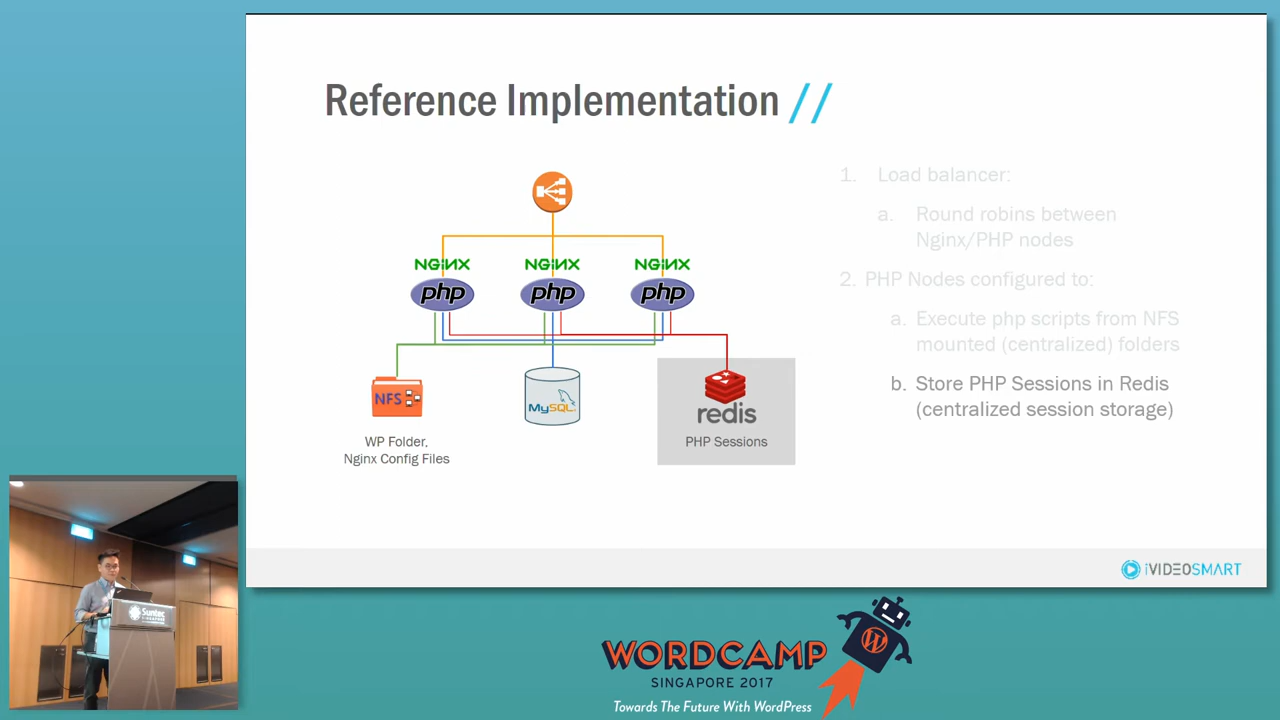 Reference Implementation //
1. Load balancer:
a. Round robins between
Nginx/PHP nodes
2. PHP Nodes configured to:
a. Execute php scripts from NFS
mounted (centralized) folders
b. Store PHP Sessions in Redis
(centralized session storage)
NGINX NGINX NGINX
php php php
NFS
MySQL
redis
WP Folder,
Nginx Config Files
PHP Sessions
iVIDEOSMART
Suntec
SINGAPORE
WORDCAMP
SINGAPORE 2017
Towards The Future With WordPress